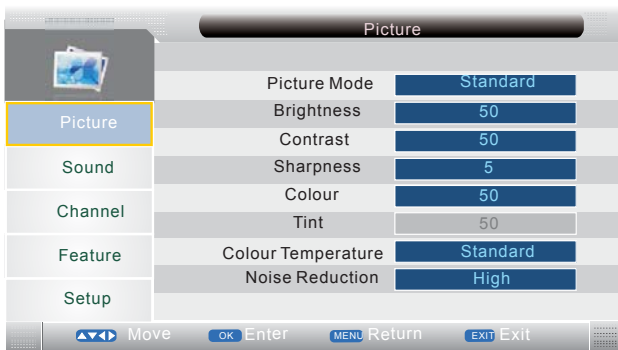 Picture
Picture
Sound
Channel
Feature
Setup
Picture Mode Standard
Brightness 50
Contrast 50
Sharpness 5
Colour 50
Tint 50
Colour Temperature Standard
Noise Reduction High
Move OK Enter MENU Return EXIT Exit